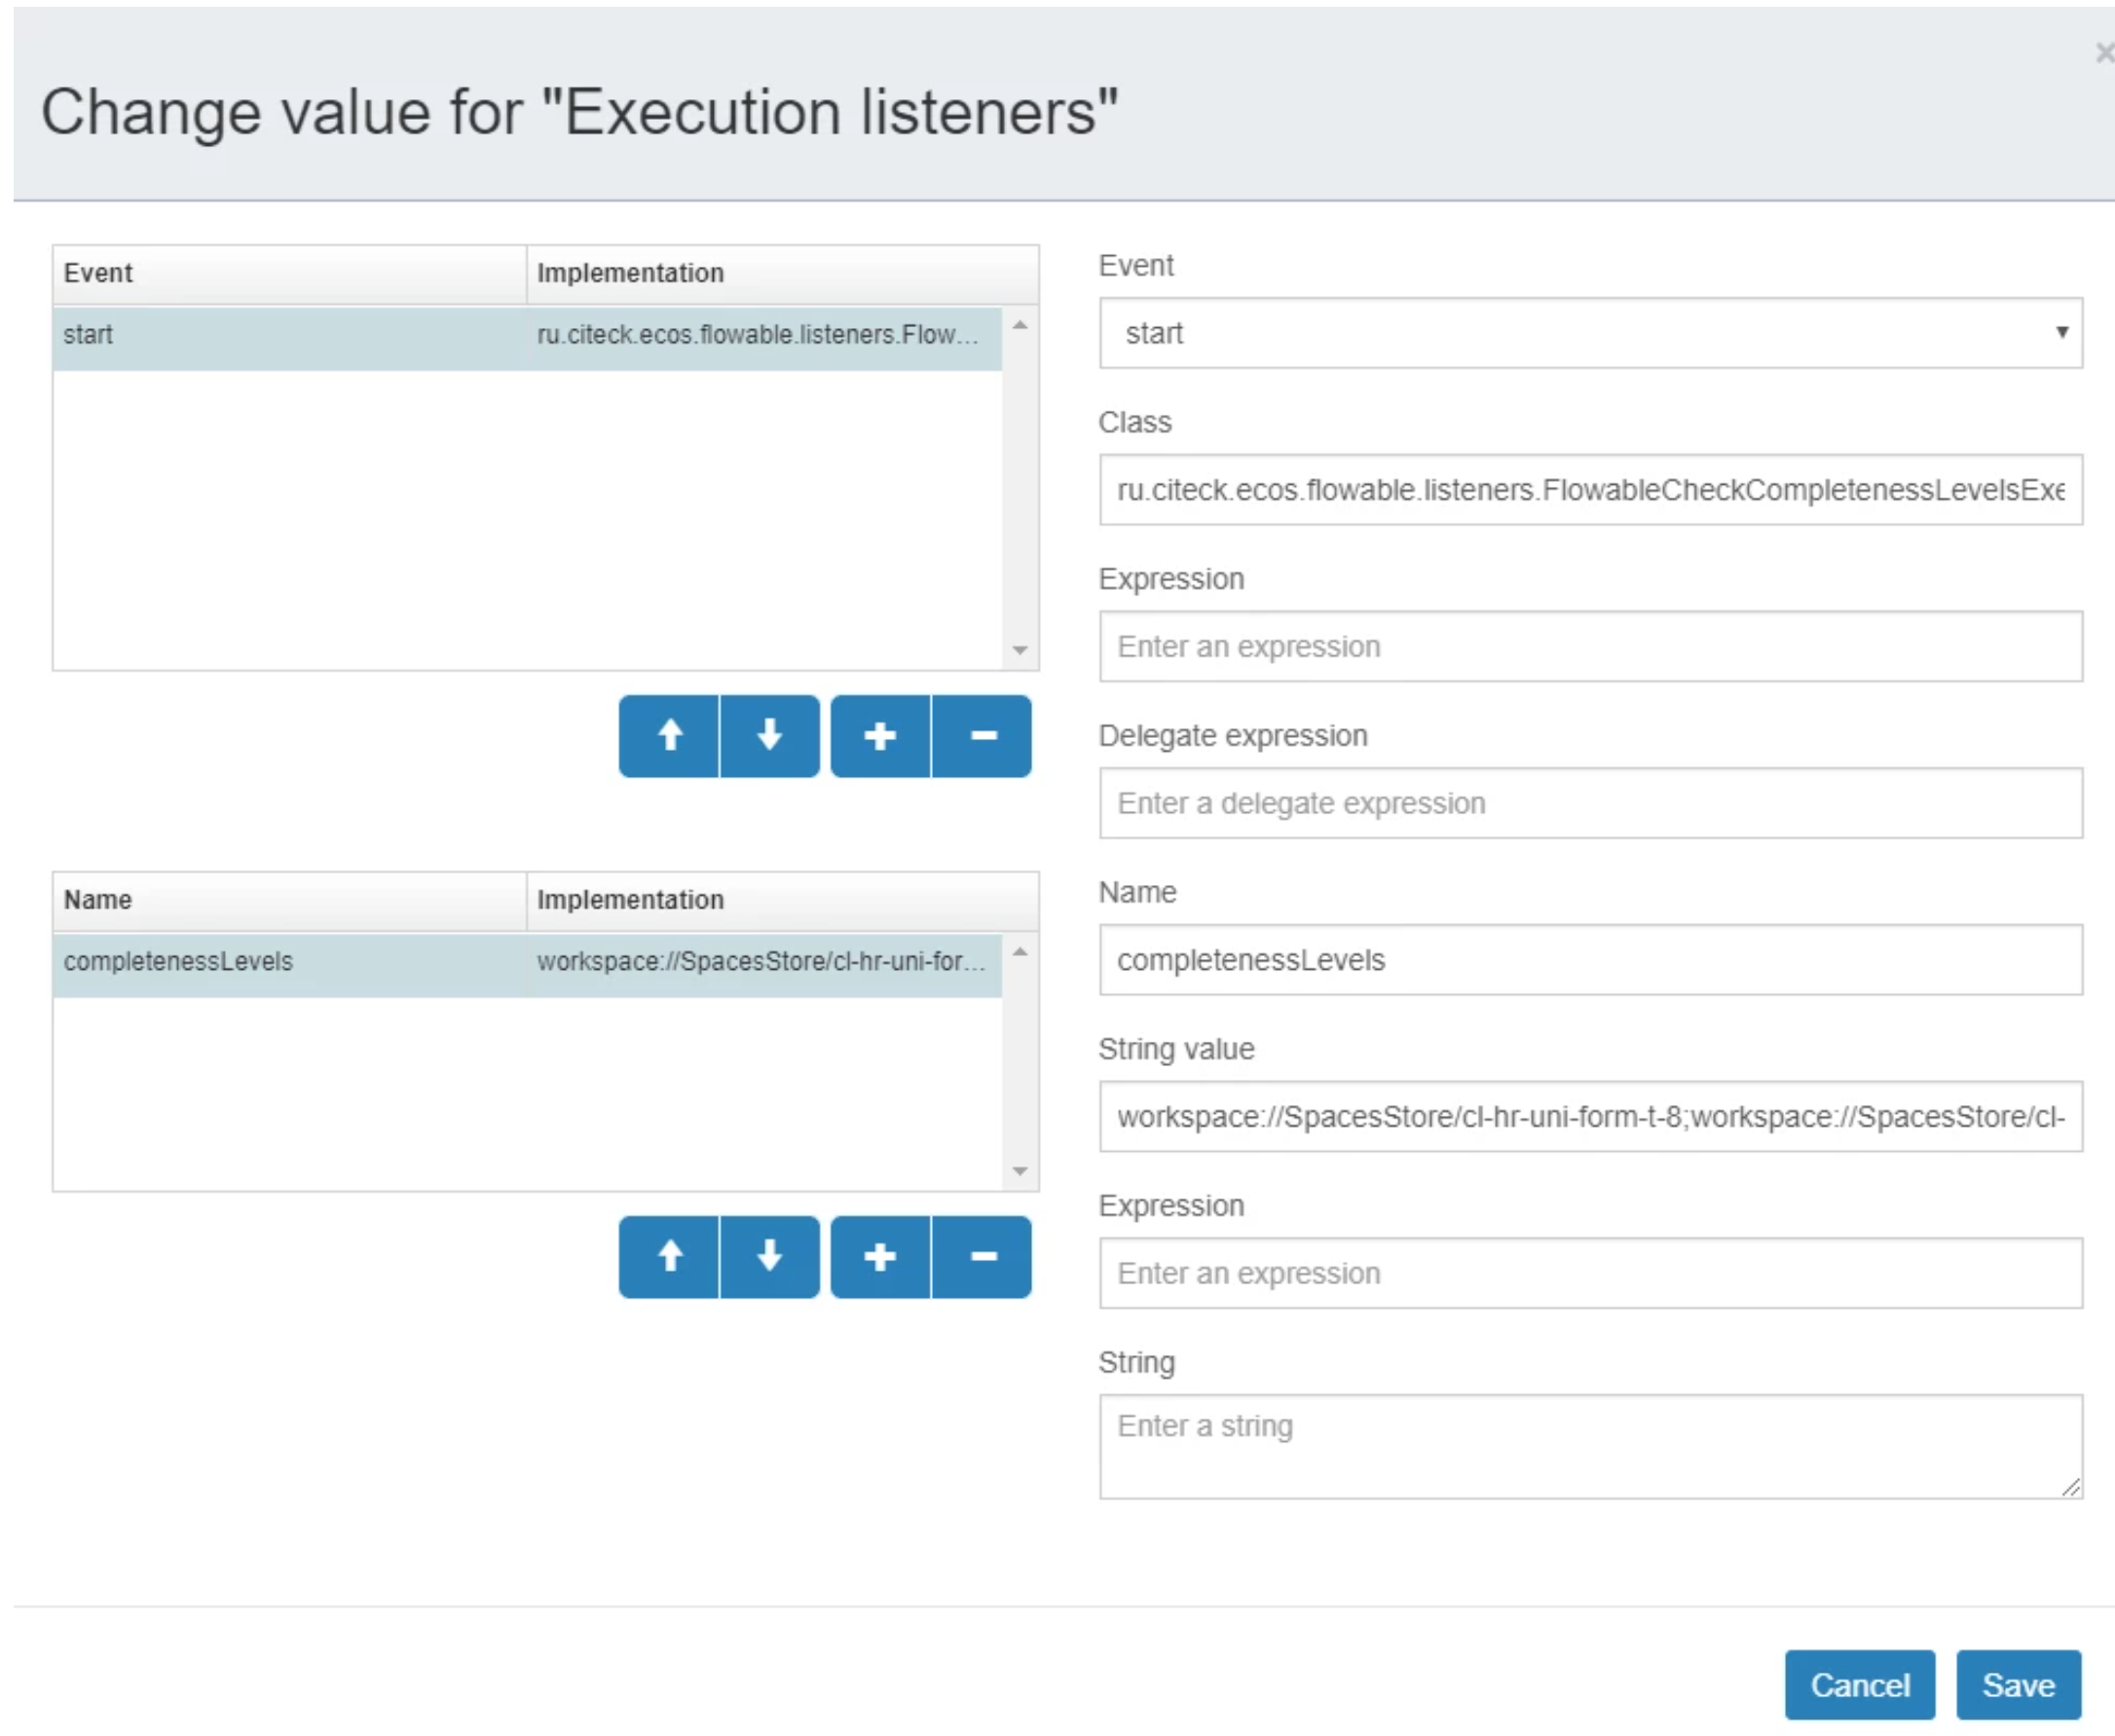 ×
Change value for "Execution listeners"
Event Implementation
start ru.citeck.ecos.flowable.listeners.Flow...
Name Implementation
completenessLevels workspace://SpacesStore/cl-hr-uni-for...
Event
start
Class
ru.citeck.ecos.flowable.listeners.FlowableCheckCompletenessLevelsExe
Expression
Enter an expression
Delegate expression
Enter a delegate expression
Name
completenessLevels
String value
workspace://SpacesStore/cl-hr-uni-form-t-8;workspace://SpacesStore/cl-
Expression
Enter an expression
String
Enter a string
Cancel Save